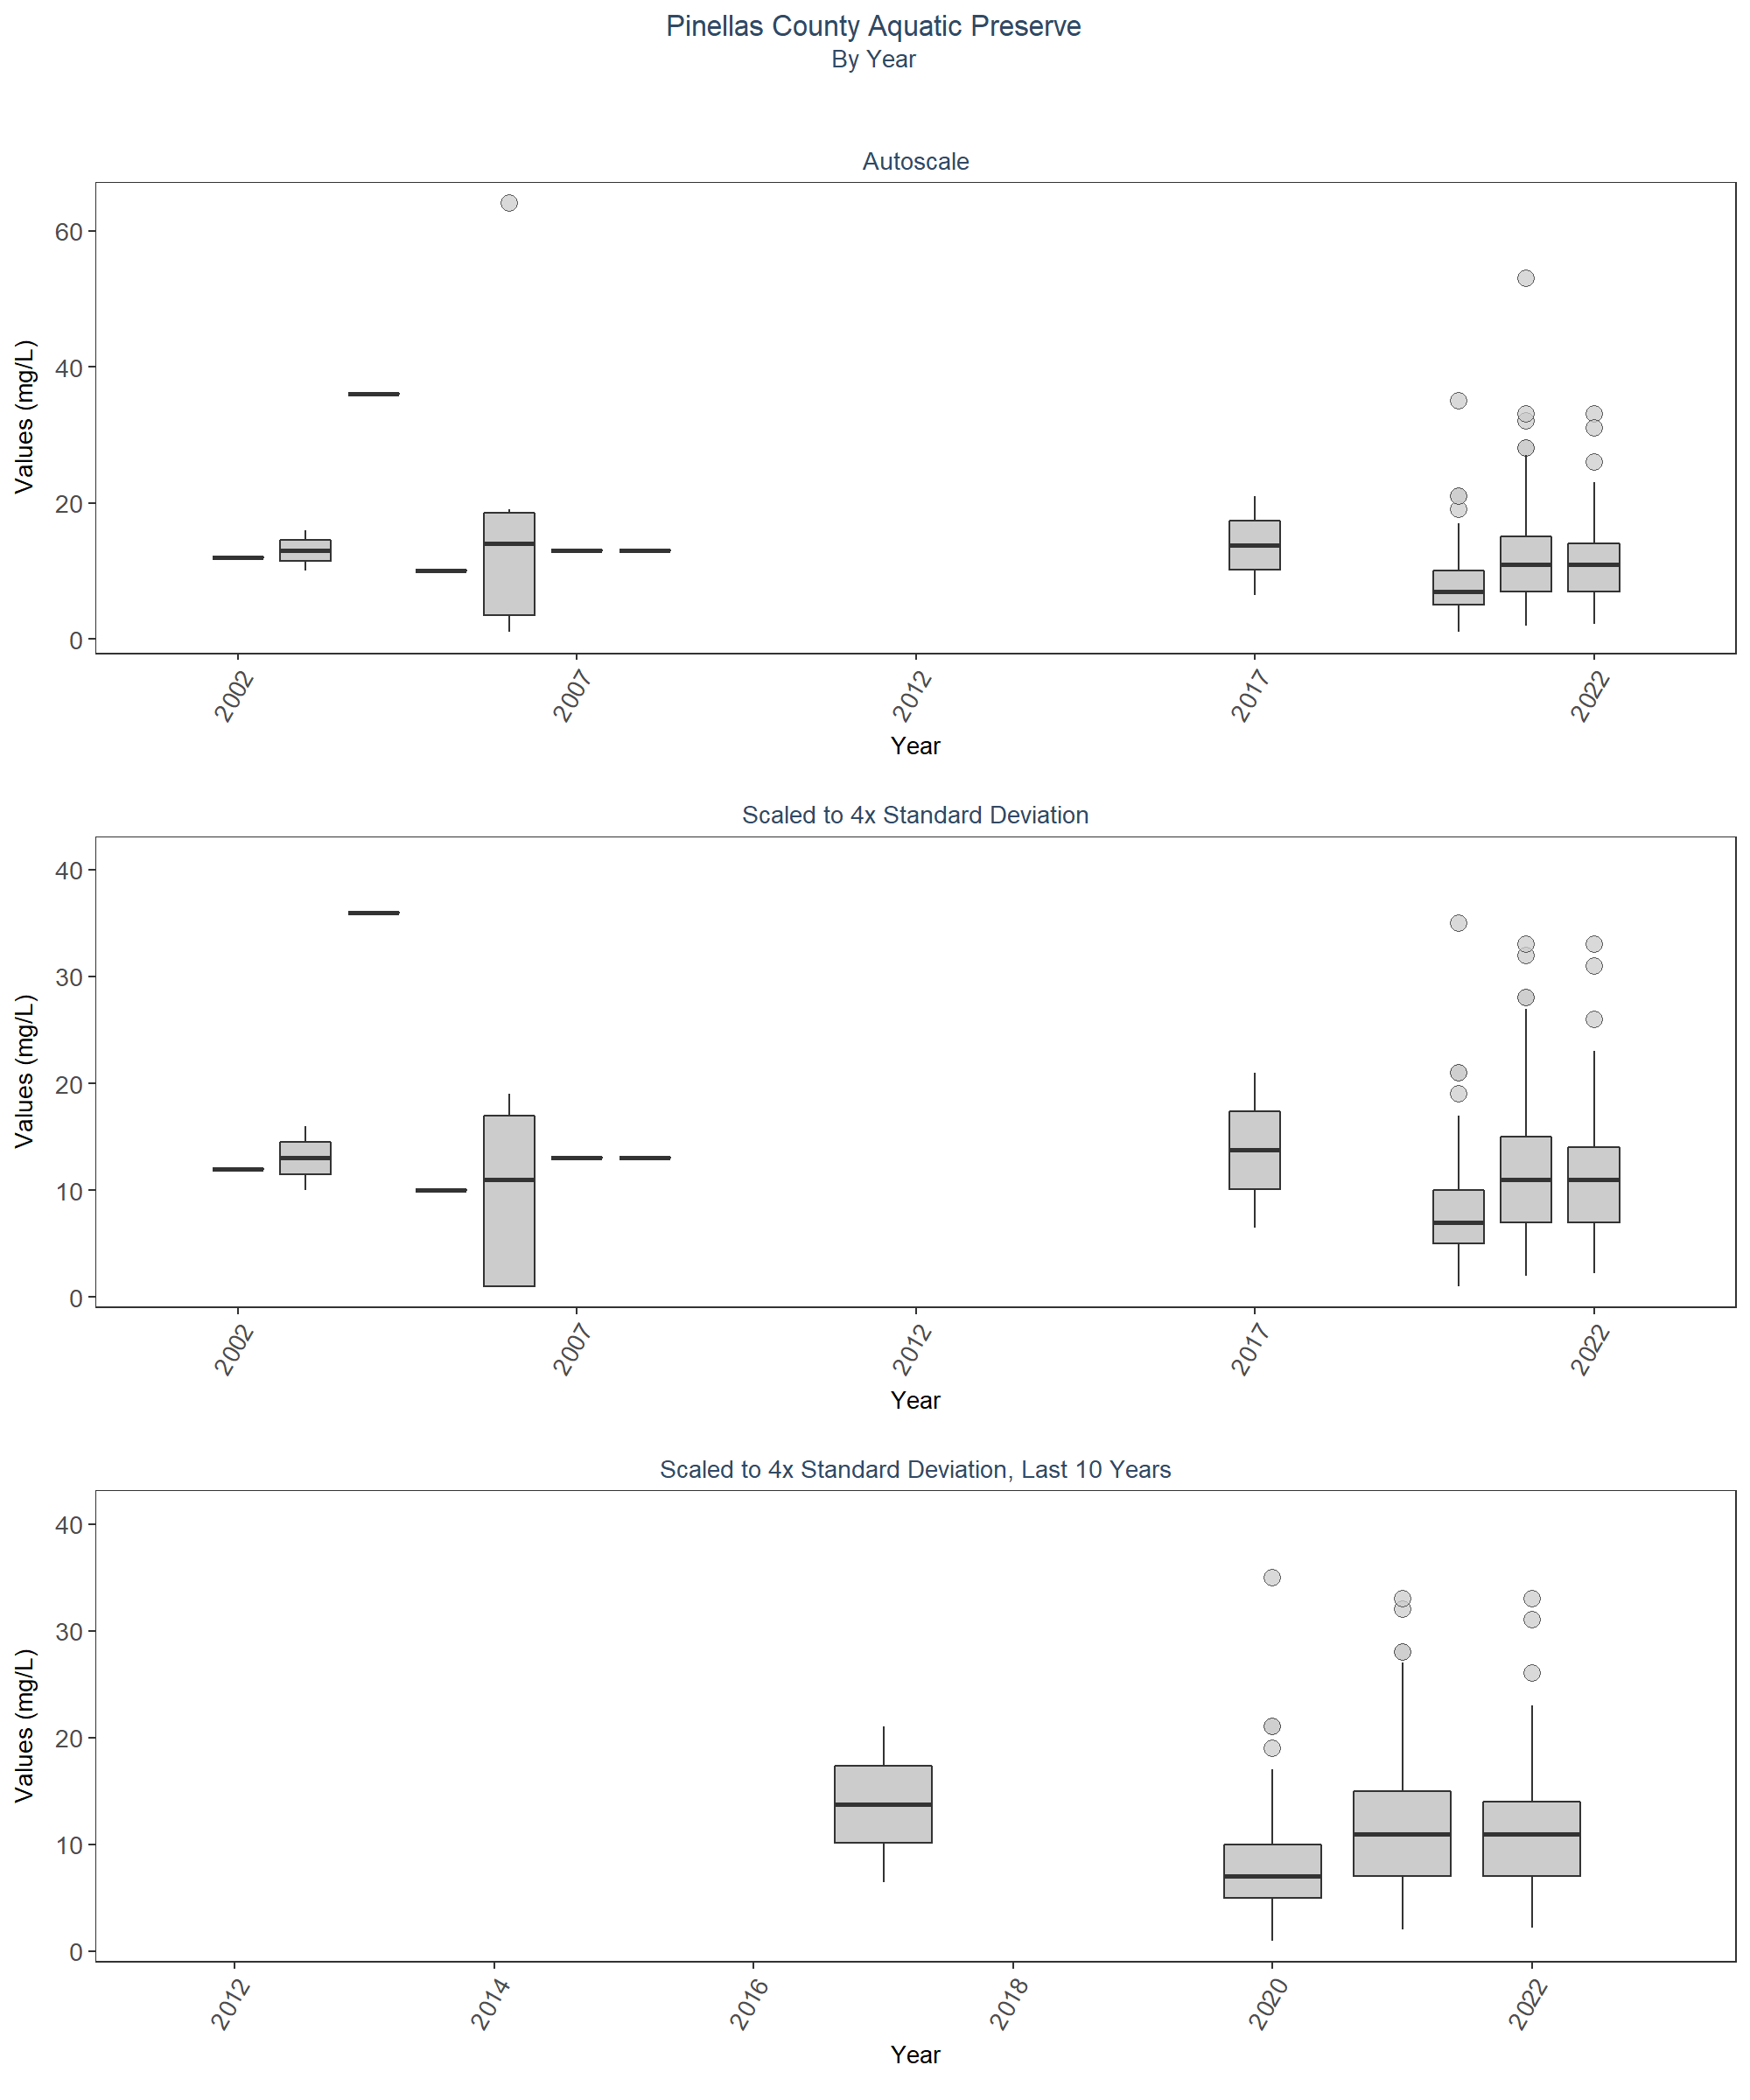 Pinellas County Aquatic Preserve
By Year
Autoscale
Values (mg/L)
60
40
20
0
2002
2007
2012
2017
2022
Year
Scaled to 4x Standard Deviation
Values (mg/L)
40
30
20
10
0
2002
2007
2012
2017
2022
Year
Scaled to 4x Standard Deviation, Last 10 Years
Values (mg/L)
40
30
20
10
0
2012
2014
2016
2018
2020
2022
Year